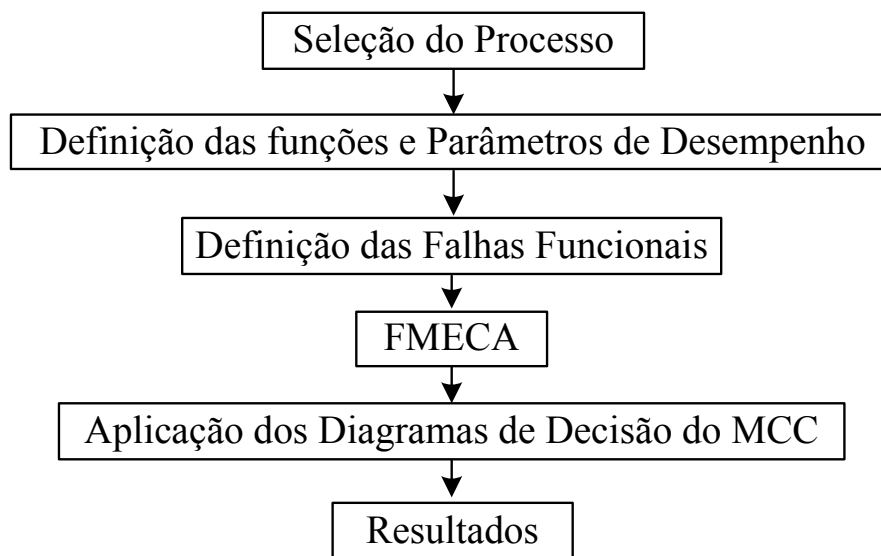 Seleção do Processo
Definição das funções e Parâmetros de Desempenho
Definição das Falhas Funcionais
FMECA
Aplicação dos Diagramas de Decisão do MCC
Resultados